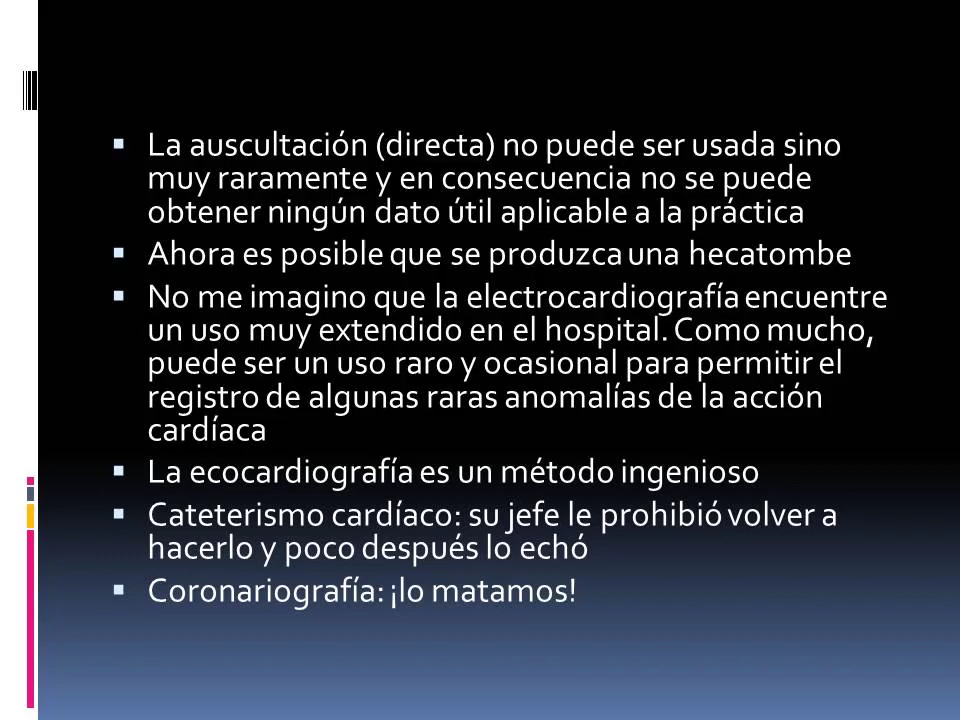 ▪ La auscultación (directa) no puede ser usada sino
muy raramente y en consecuencia no se puede
obtener ningún dato útil aplicable a la práctica
▪ Ahora es posible que se produzca una hecatombe
▪ No me imagino que la electrocardiografía encuentre
un uso muy extendido en el hospital. Como mucho,
puede ser un uso raro y ocasional para permitir el
registro de algunas raras anomalías de la acción
cardíaca
▪ La ecocardiografía es un método ingenioso
▪ Cateterismo cardíaco: su jefe le prohibió volver a
hacerlo y poco después lo echó
▪ Coronariografía: ¡lo matamos!